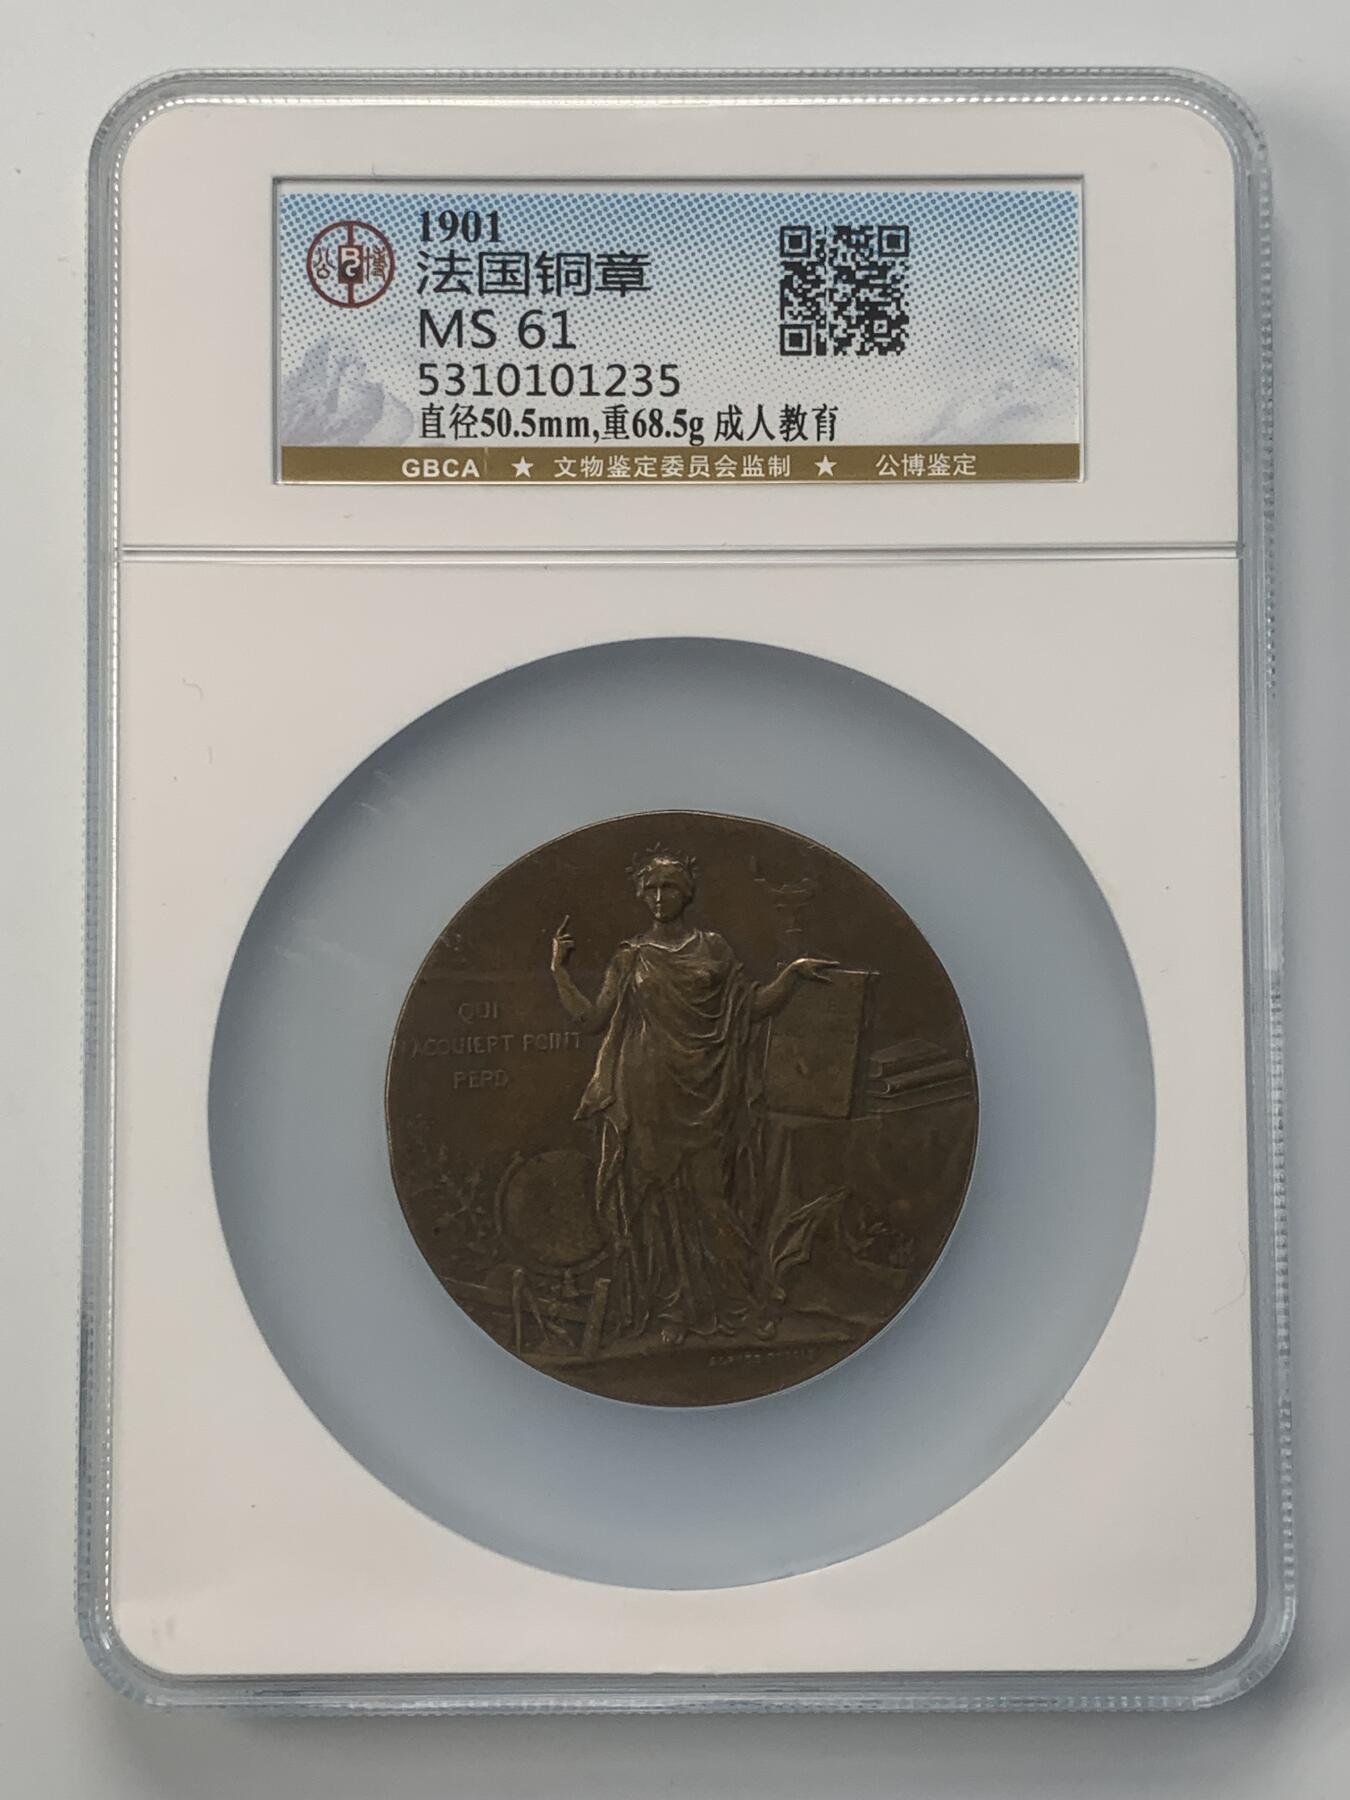 1901
公 博
法国铜章
MS 61
5310101235
直径50.5mm,重68.5g 成人教育
GBCA ★ 文物鉴定委员会监制 ★ 公博鉴定
QUI
N'ACQUIERT POINT
PERD